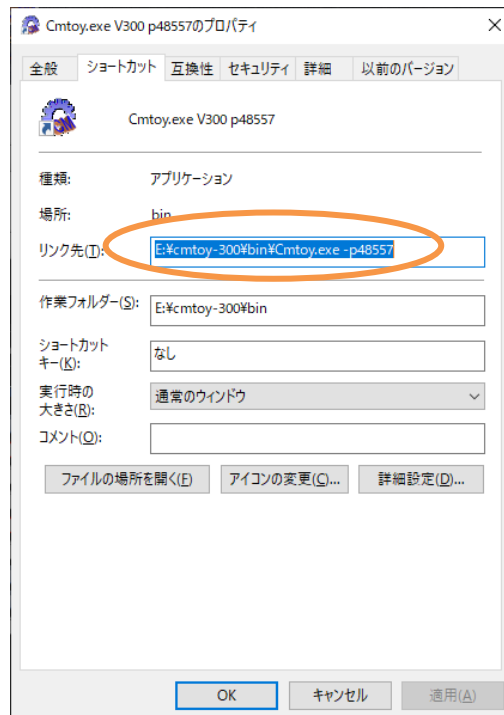 Cmtoy.exe V300 p48557のプロパティ
全般 ショートカット 互換性 セキュリティ 詳細 以前のバージョン
Cmtoy.exe V300 p48557
種類: アプリケーション
場所: bin
リンク先(T): E:¥cmtoy-300¥bin¥Cmtoy.exe -p48557
作業フォルダー(S): E:¥cmtoy-300¥bin
ショートカット
キー(K): なし
実行時の
大きさ(R): 通常のウィンドウ
コメント(O):
ファイルの場所を開く(F) アイコンの変更(C)... 詳細設定(D)...
OK キャンセル 適用(A)